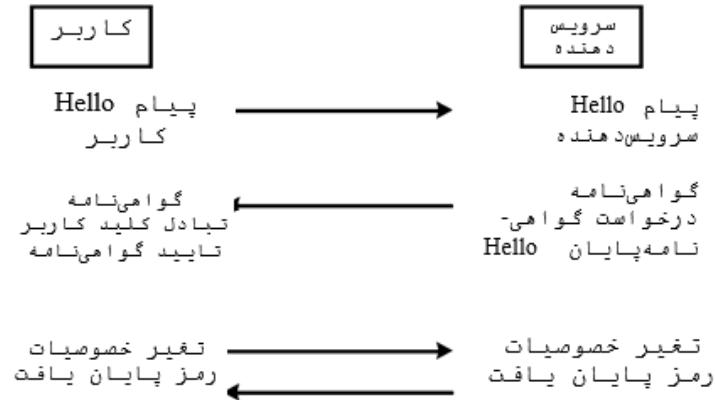 کاربر
سرویس
دهنده
پیام Hello
کاربر
پیام Hello
سرویس‌دهنده
گواهی‌نامه
تبادل کلید کاربر
تایید گواهی‌نامه
گواهی‌نامه
درخواست گواهی-
نامه‌پایان Hello
تغیر خصوصیات
رمز پایان یافت
تغیر خصوصیات
رمز پایان یافت